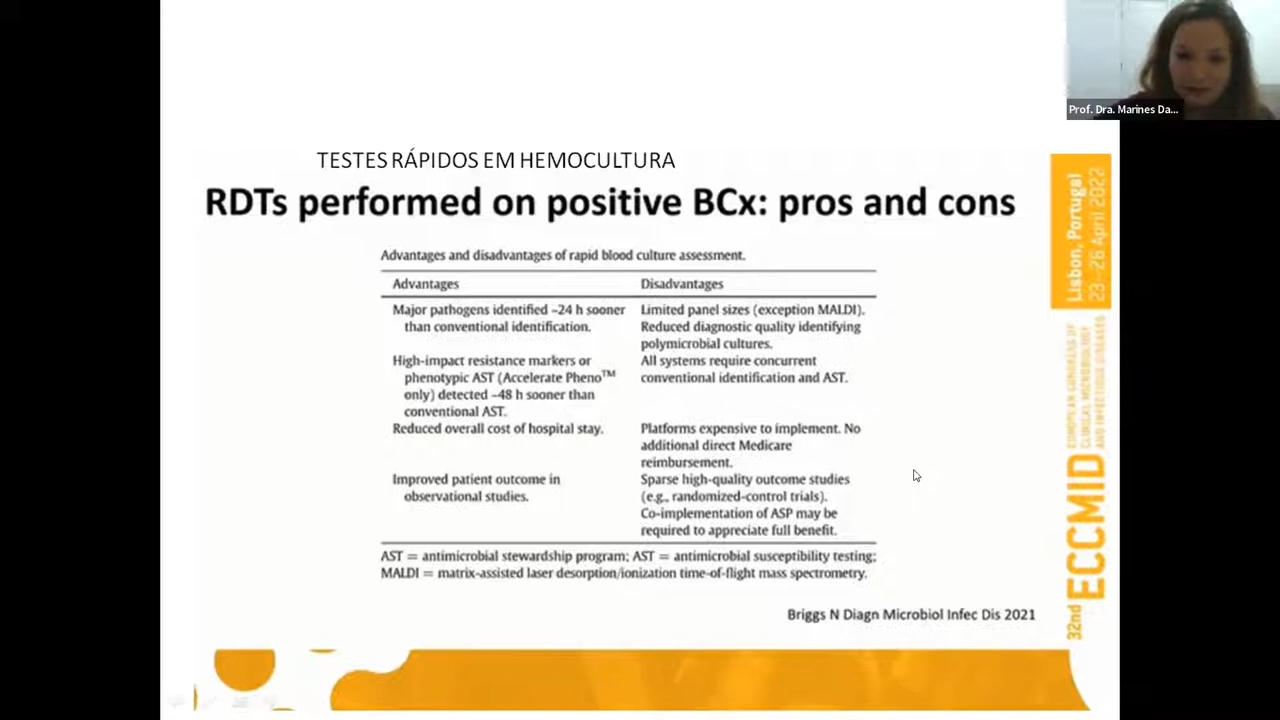 Prof. Dra. Marines Da...
TESTES RÁPIDOS EM HEMOCULTURA
RDTs performed on positive BCx: pros and cons
Advantages and disadvantages of rapid blood culture assessment.
Advantages
Major pathogens identified ~24 h sooner
than conventional identification.
High-impact resistance markers or
phenotypic AST (Accelerate Pheno™
only) detected ~48 h sooner than
conventional AST.
Reduced overall cost of hospital stay.
Improved patient outcome in
observational studies.
Disadvantages
Limited panel sizes (exception MALDI).
Reduced diagnostic quality identifying
polymicrobial cultures.
All systems require concurrent
conventional identification and AST.
Platforms expensive to implement. No
additional direct Medicare
reimbursement.
Sparse high-quality outcome studies
(e.g., randomized-control trials).
Co-implementation of ASP may be
required to appreciate full benefit.
AST = antimicrobial stewardship program; AST = antimicrobial susceptibility testing;
MALDI = matrix-assisted laser desorption/ionization time-of-flight mass spectrometry.
Briggs N Diagn Microbiol Infec Dis 2021
Lisbon, Portugal
23 – 26 April 2022
32nd ECCMID
EUROPEAN CONGRESS OF
CLINICAL MICROBIOLOGY
AND INFECTIOUS DISEASES